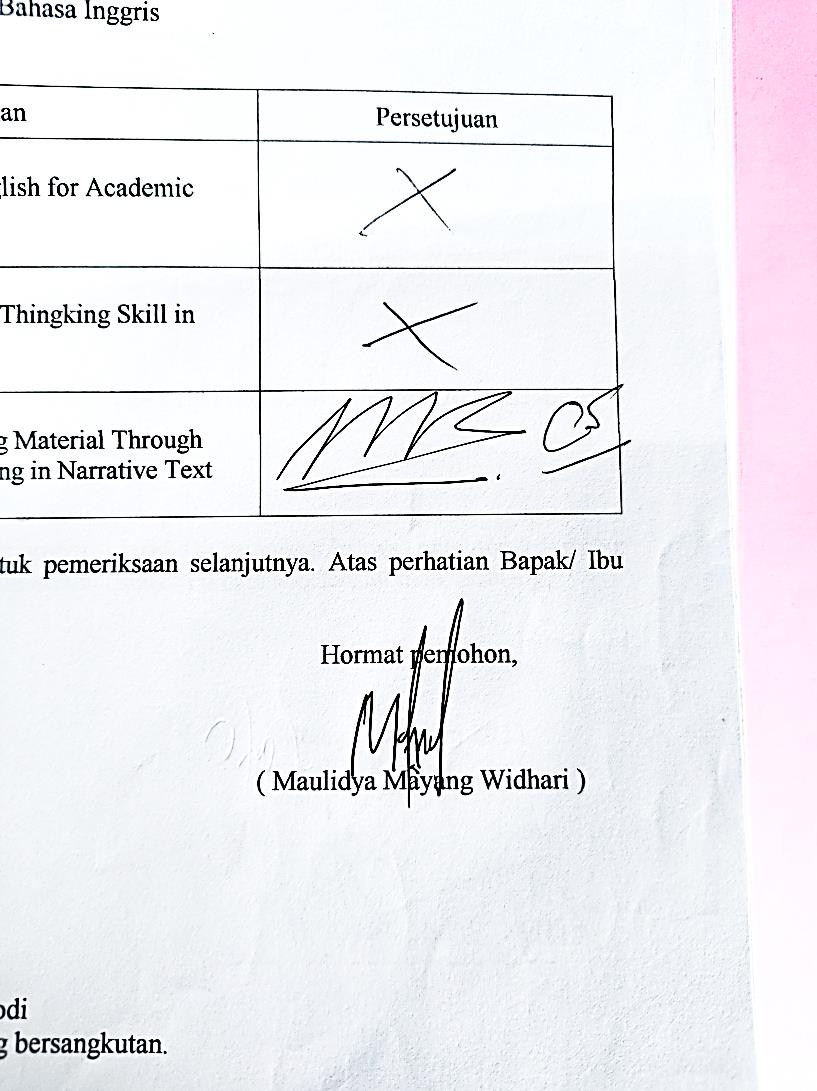 Bahasa Inggris
an Persetujuan
lish for Academic
Thingking Skill in
g Material Through
ng in Narrative Text
tuk pemeriksaan selanjutnya. Atas perhatian Bapak/ Ibu
Hormat pemohon,
( Maulidya Mayang Widhari )
odi
g bersangkutan.